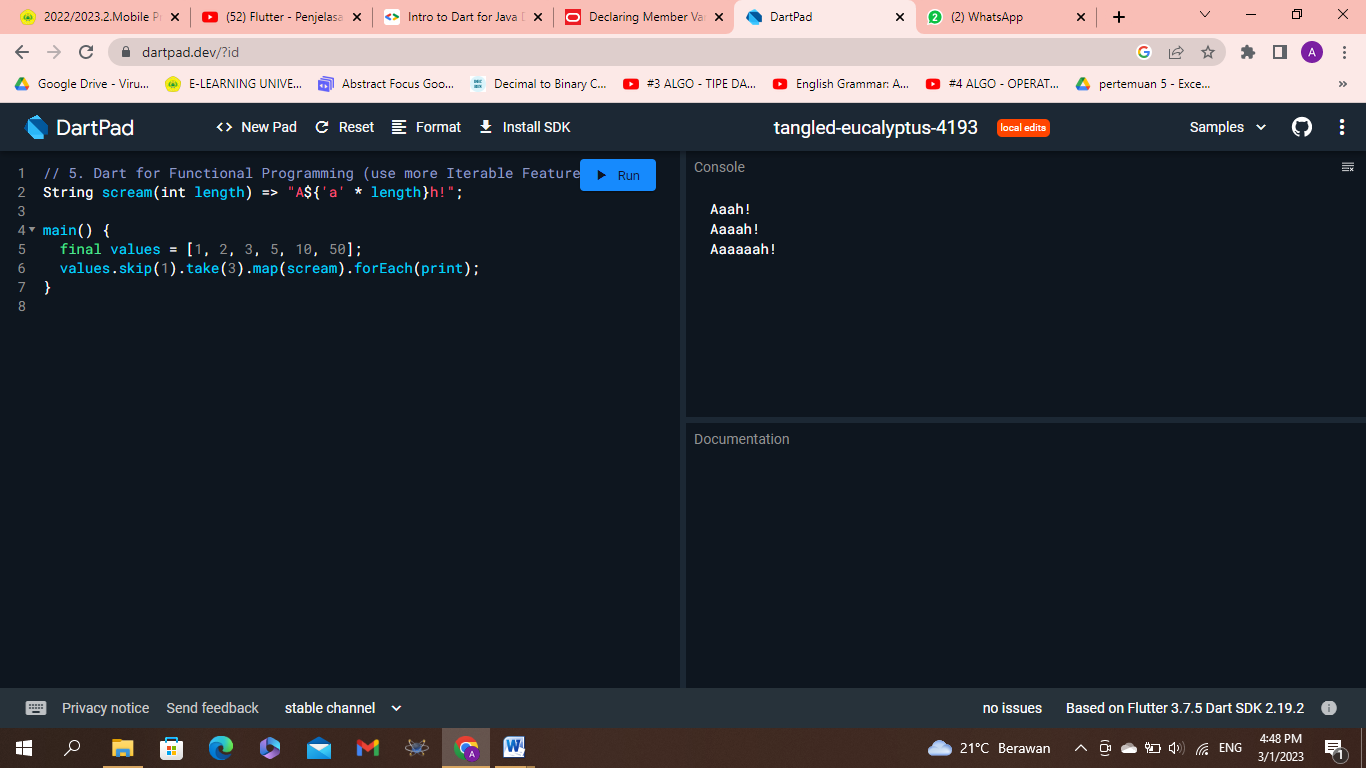 2022/2023.2.Mobile P
(52) Flutter - Penjelasa
Intro to Dart for Java D
Declaring Member Var
DartPad
2 (2) WhatsApp
dartpad.dev/?id
A
Google Drive - Viru...
E-LEARNING UNIVE...
Abstract Focus Goo...
Decimal to Binary C...
#3 ALGO - TIPE DA...
English Grammar: A...
#4 ALGO - OPERAT...
pertemuan 5 - Exce...
DartPad
<> New Pad
Reset
Format
Install SDK
tangled-eucalyptus-4193
local edits
Samples
1 // 5. Dart for Functional Programming (use more Iterable Feature
2 String scream(int length) => "A${'a' * length}h!";
3
4 main() {
5   final values = [1, 2, 3, 5, 10, 50];
6   values.skip(1).take(3).map(scream).forEach(print);
7 }
8
Run
Console
Aaah!
Aaaah!
Aaaaaah!
Documentation
Privacy notice
Send feedback
stable channel
no issues
Based on Flutter 3.7.5 Dart SDK 2.19.2
21°C Berawan
ENG
4:48 PM
3/1/2023
1